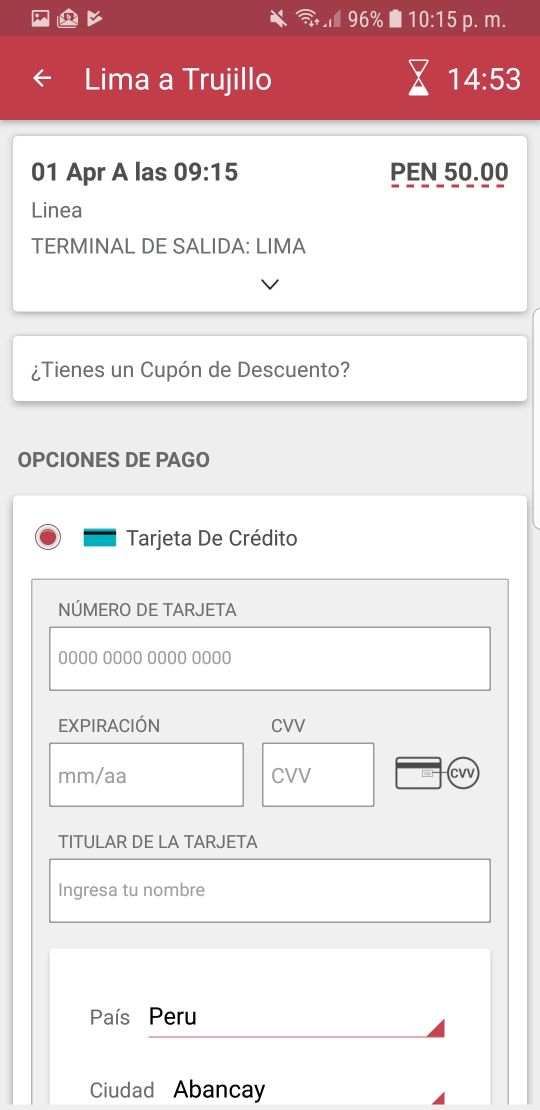 96% 10:15 p. m.
Lima a Trujillo 14:53
01 Apr A las 09:15 PEN 50.00
Linea
TERMINAL DE SALIDA: LIMA
¿Tienes un Cupón de Descuento?
OPCIONES DE PAGO
Tarjeta De Crédito
NÚMERO DE TARJETA
0000 0000 0000 0000
EXPIRACIÓN CVV
mm/aa CVV CVV
TITULAR DE LA TARJETA
Ingresa tu nombre
País Peru
Ciudad Abancay